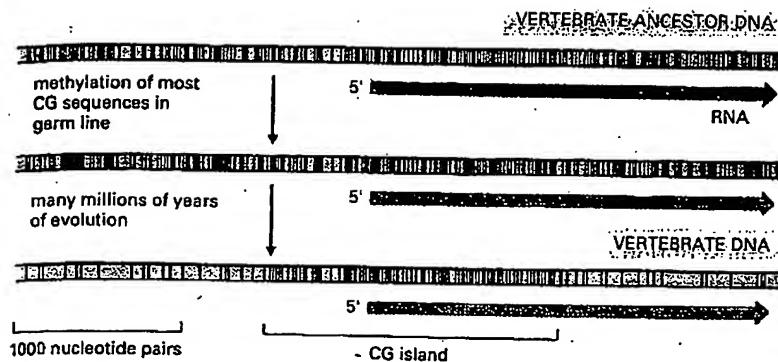 VERTEBRATE ANCESTOR DNA
methylation of most
CG sequences in
germ line
5'
RNA
many millions of years
of evolution
5'
VERTEBRATE DNA
5'
1000 nucleotide pairs
- CG island